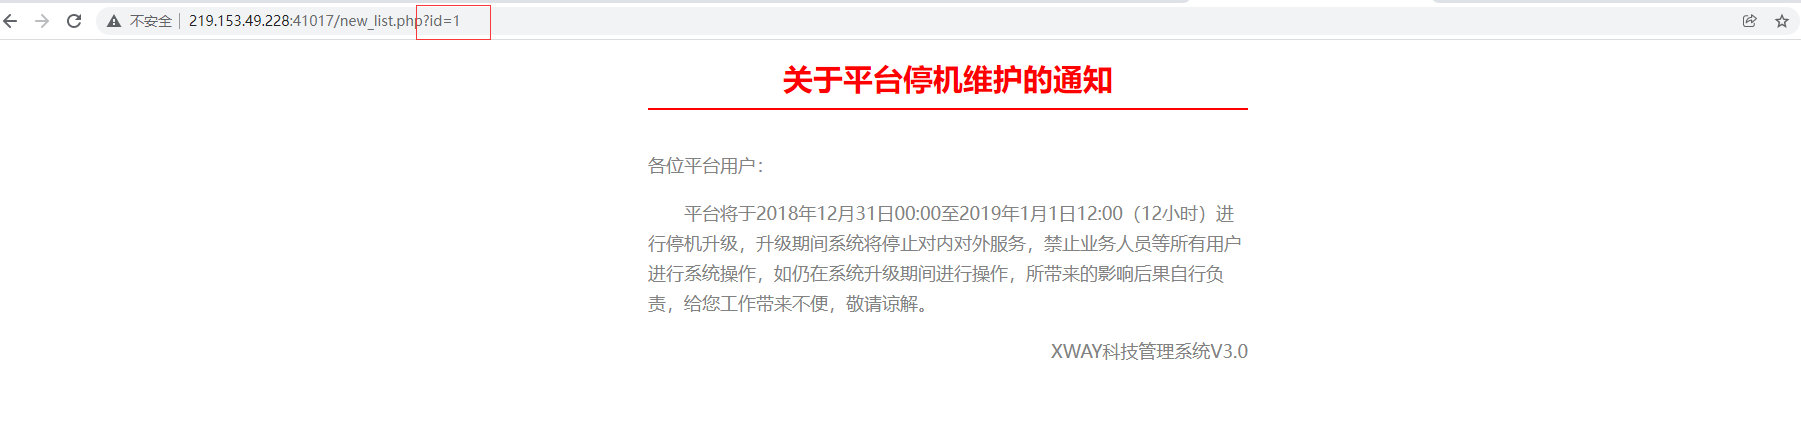 不安全 219.153.49.228:41017/new_list.php?id=1
关于平台停机维护的通知
各位平台用户：
平台将于2018年12月31日00:00至2019年1月1日12:00（12小时）进
行停机升级，升级期间系统将停止对内对外服务，禁止业务人员等所有用户
进行系统操作，如仍在系统升级期间进行操作，所带来的影响后果自行负
责，给您工作带来不便，敬请谅解。
XWAY科技管理系统V3.0